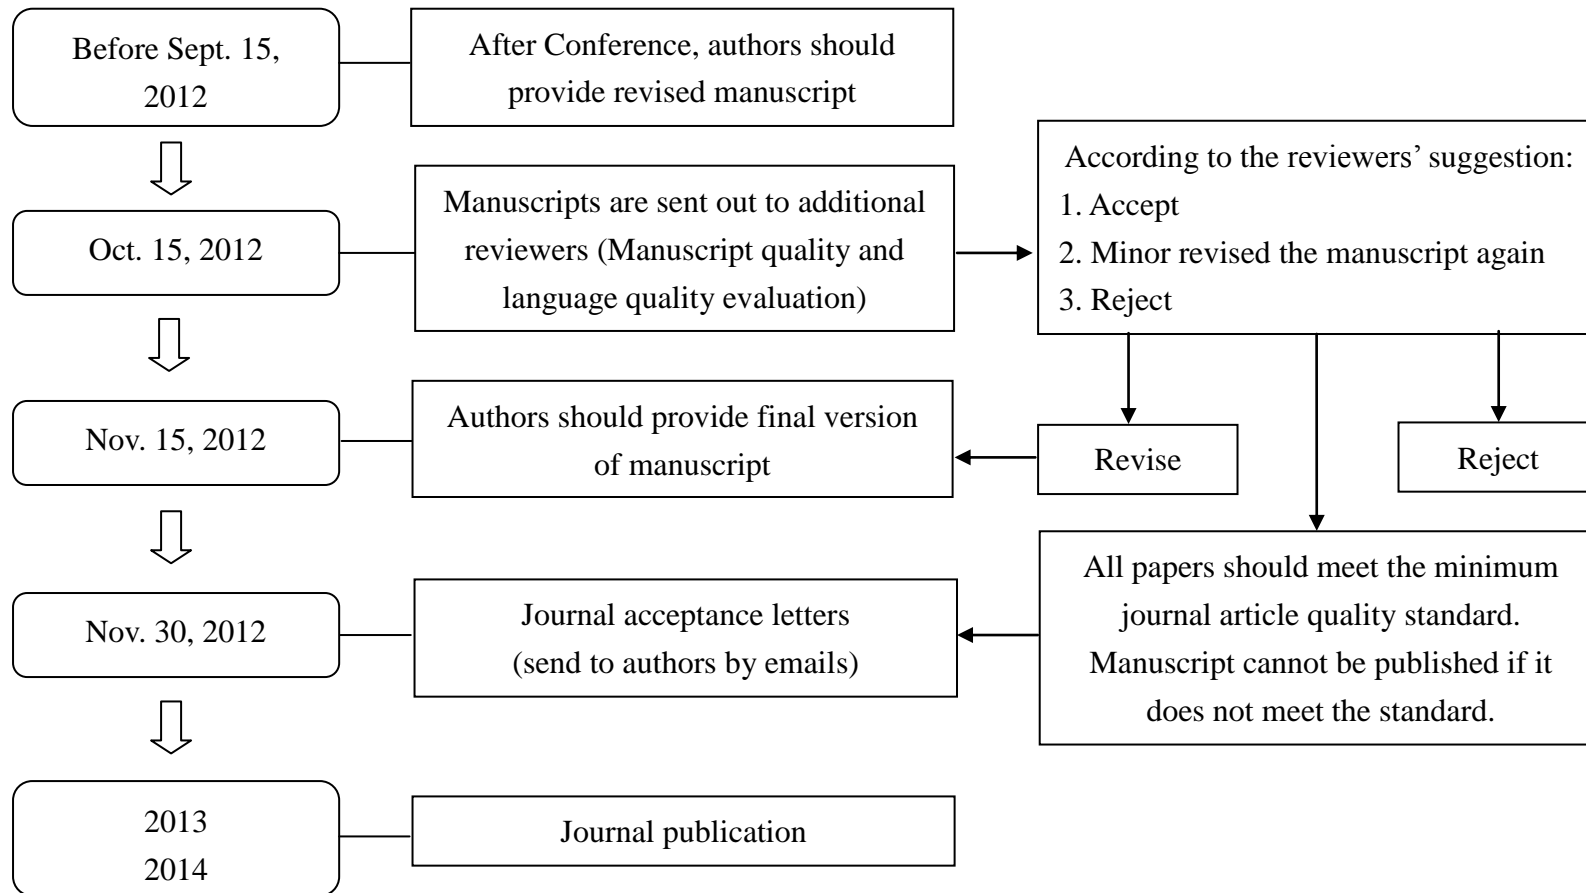 Before Sept. 15,
2012
After Conference, authors should
provide revised manuscript
Oct. 15, 2012
Manuscripts are sent out to additional
reviewers (Manuscript quality and
language quality evaluation)
According to the reviewers’ suggestion:
1. Accept
2. Minor revised the manuscript again
3. Reject
Nov. 15, 2012
Authors should provide final version
of manuscript
Revise
Reject
Nov. 30, 2012
Journal acceptance letters
(send to authors by emails)
All papers should meet the minimum
journal article quality standard.
Manuscript cannot be published if it
does not meet the standard.
2013
2014
Journal publication